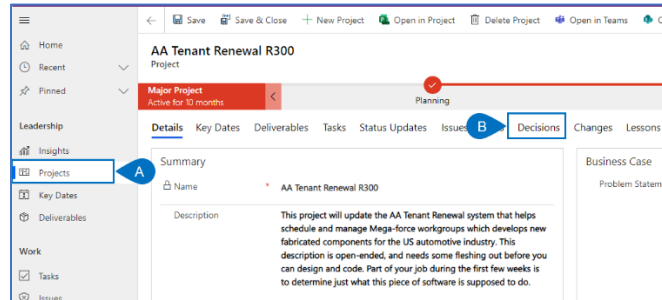 Save
Save & Close
New Project
Open in Project
Delete Project
Open in Teams
Home
Recent
Pinned
Leadership
Insights
Projects
A
Key Dates
Deliverables
Work
Tasks
Issues
AA Tenant Renewal R300
Project
Major Project
Active for 10 months
Planning
Details Key Dates Deliverables Tasks Status Updates Issues B Decisions Changes Lessons
Summary
Name * AA Tenant Renewal R300
Description
This project will update the AA Tenant Renewal system that helps
schedule and manage Mega-force workgroups which develops new
fabricated components for the US automotive industry. This
description is open-ended, and needs some fleshing out before you
can design and code. Part of your job during the first few weeks is
to determine just what this piece of software is supposed to do.
Business Case
Problem Statem